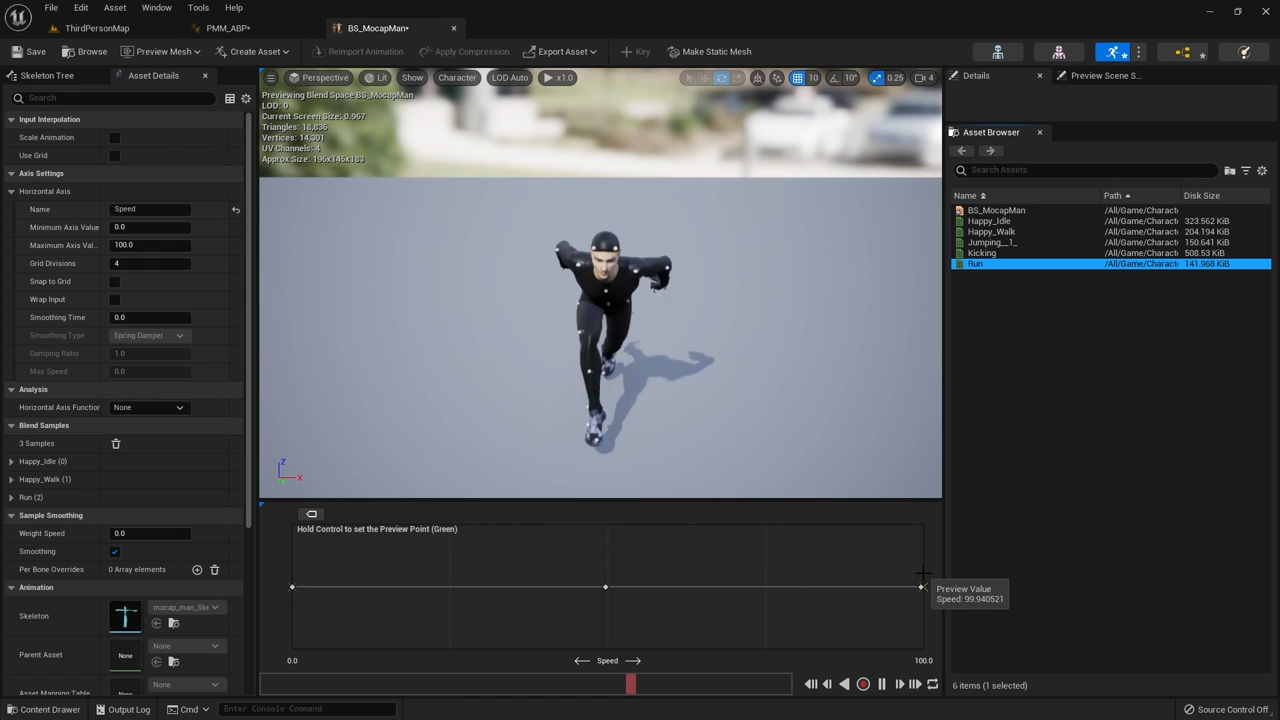 File Edit Asset Window Tools Help
ThirdPersonMap PMM_ABP* BS_MocapMan*
Save Browse Preview Mesh Create Asset Reimport Animation Apply Compression Key Export Asset Make Static Mesh
Skeleton Tree Asset Details
Search
Input Interpolation
Scale Animation
Use Grid
Axis Settings
Horizontal Axis
Name Speed
Minimum Axis Value 0.0
Maximum Axis Val... 100.0
Grid Divisions 4
Snap to Grid
Wrap Input
Smoothing Time 0.0
Smoothing Type Spring Damper
Damping Ratio 1.0
Max Speed 0.0
Analysis
Horizontal Axis Function None
Blend Samples
3 Samples
Happy_Idle (0)
Happy_Walk (1)
Run (2)
Sample Smoothing
Weight Speed 0.0
Smoothing
Per Bone Overrides 0 Array elements
Animation
Skeleton mocap_man_Ske
Parent Asset None None
Asset Mapping Table None None
Perspective Lit Show Character LOD Auto x1.0 10 10° 0.25 4
Previewing Blend Space BS_MocapMan
LOD: 0
Current Screen Size: 0.967
Triangles: 18,836
Vertices: 14,301
UV Channels: 4
Approx Size: 196x145x183
Z
X
Y
Hold Control to set the Preview Point (Green)
Preview Value
Speed: 99.940521
0.0 Speed 100.0
Details Preview Scene S...
Asset Browser
Search Assets
Name Path Disk Size
BS_MocapMan /All/Game/Charact
Happy_Idle /All/Game/Charact 323.562 KiB
Happy_Walk /All/Game/Charact 204.194 KiB
Jumping__1_ /All/Game/Charact 150.641 KiB
Kicking /All/Game/Charact 508.53 KiB
Run /All/Game/Charact 141.968 KiB
6 items (1 selected)
Content Drawer Output Log Cmd Enter Console Command Source Control Off